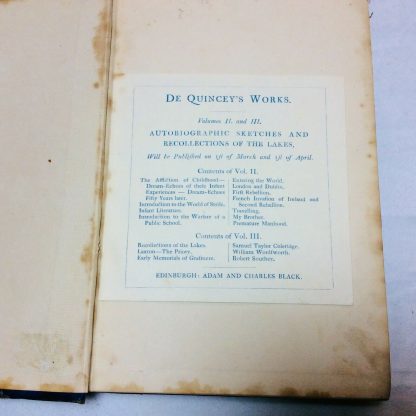 DE QUINCEY'S WORKS.
Volumes II. and III.
AUTOBIOGRAPHIC SKETCHES AND
RECOLLECTIONS OF THE LAKES.
Will be Published on 1st of March and 1st of April.
Contents of Vol. II.
The Affliction of Childhood—
Dream-Echoes of their Infant
Experiences — Dream-Echoes
Fifty Years later.
Introduction to the World of Strife.
Infant Literature.
Introduction to the Warfare of a
Public School.
Entering the World.
London and Dublin.
First Rebellion.
French Invasion of Ireland and
Second Rebellion.
Travelling.
My Brother.
Premature Manhood.
Contents of Vol. III.
Recollections of the Lakes.
Laxton—The Priory.
Early Memorials of Grasmere.
Samuel Taylor Coleridge.
William Wordsworth.
Robert Southey.
EDINBURGH: ADAM AND CHARLES BLACK.